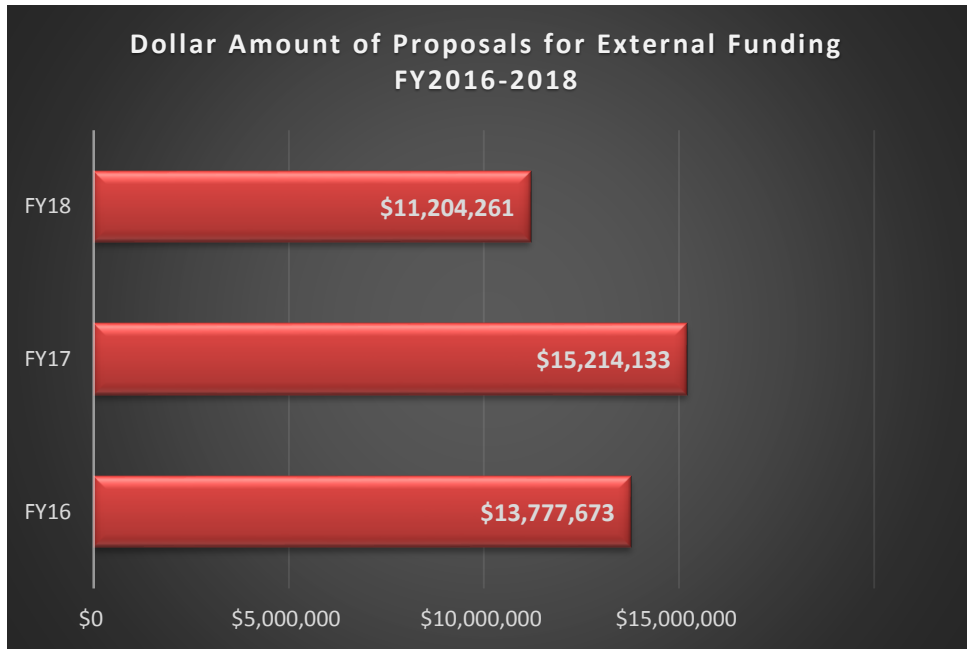 Dollar Amount of Proposals for External Funding
FY2016-2018
FY18
$11,204,261
FY17
$15,214,133
FY16
$13,777,673
$0 $5,000,000 $10,000,000 $15,000,000